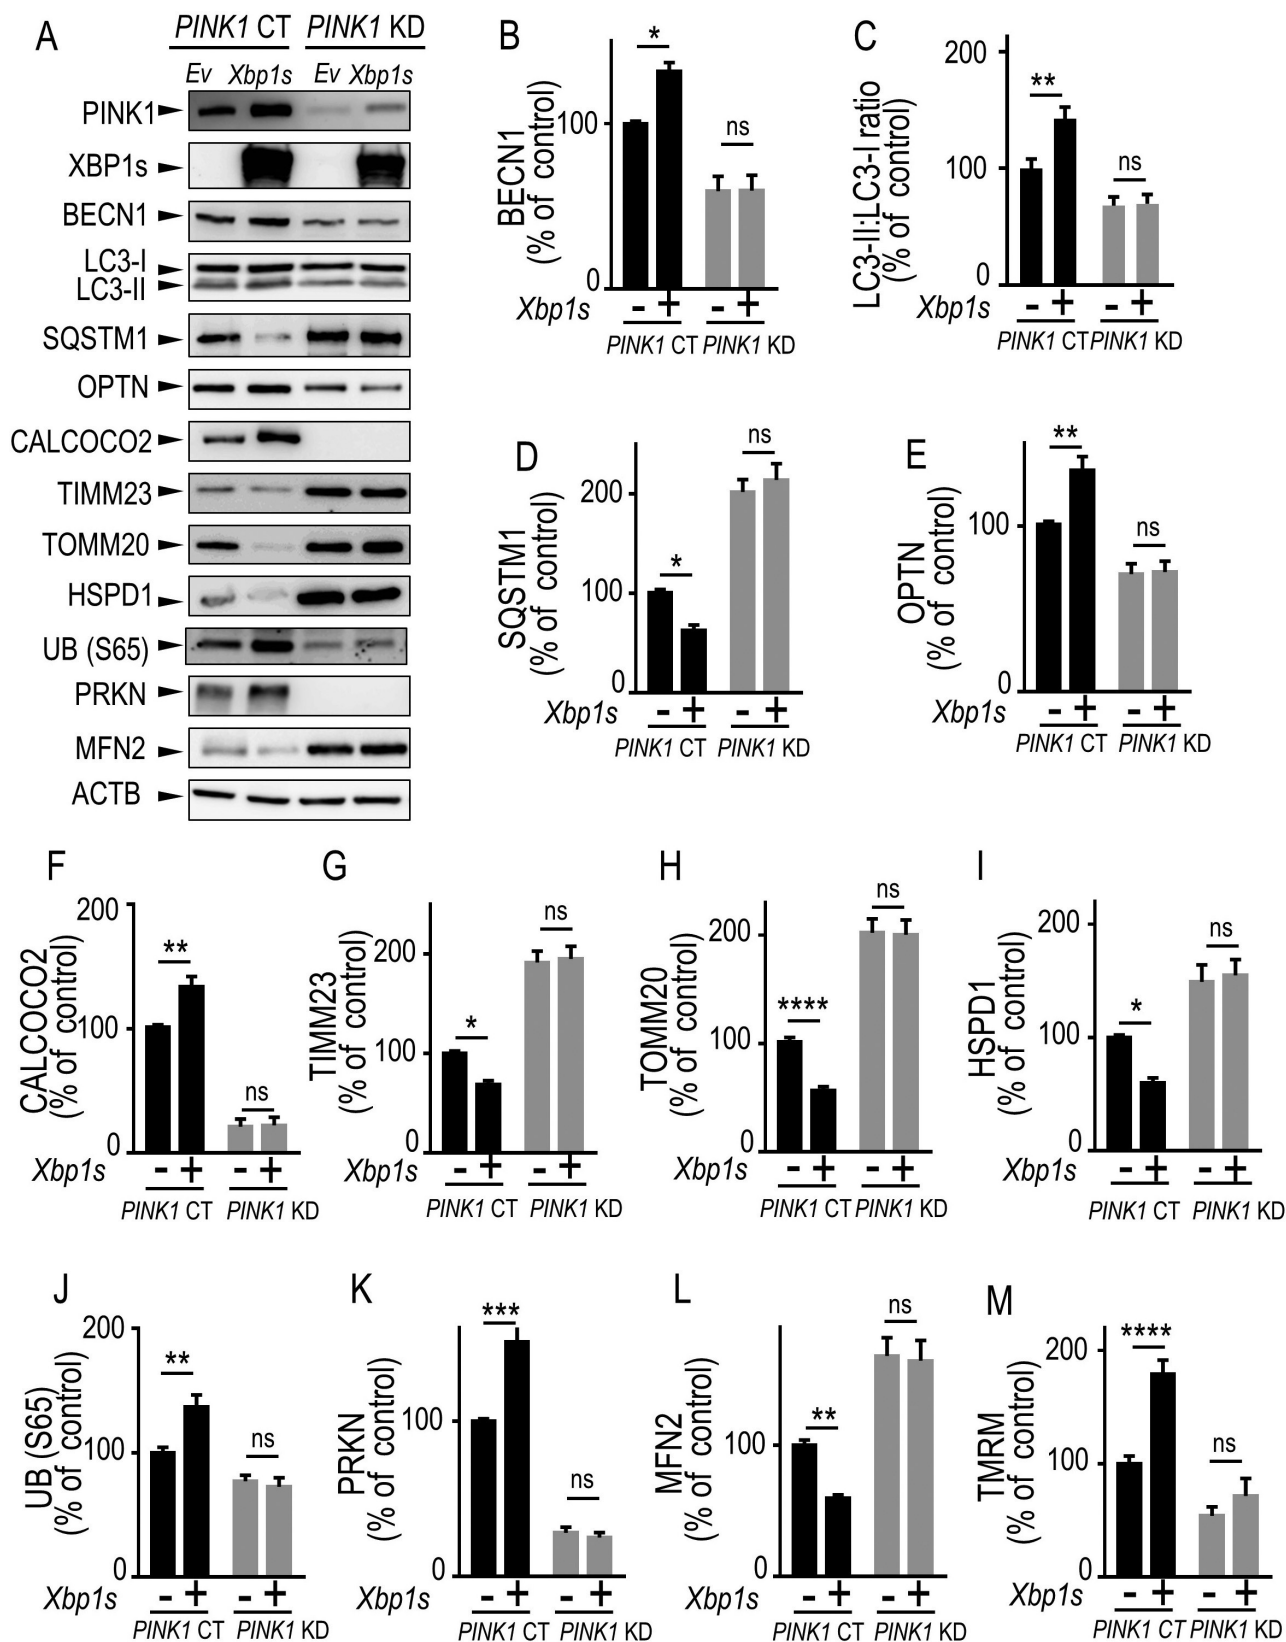 A
PINK1 CT PINK1 KD
Ev Xbp1s Ev Xbp1s
PINK1
XBP1s
BECN1
LC3-I
LC3-II
SQSTM1
OPTN
CALCOCO2
TIMM23
TOMM20
HSPD1
UB (S65)
PRKN
MFN2
ACTB
B
BECN1
(% of control)
100
0
*
ns
Xbp1s - + - +
PINK1 CT PINK1 KD
C
LC3-II:LC3-I ratio
(% of control)
200
100
0
**
ns
Xbp1s - + - +
PINK1 CT PINK1 KD
D
SQSTM1
(% of control)
200
100
0
*
ns
Xbp1s - + - +
PINK1 CT PINK1 KD
E
OPTN
(% of control)
100
0
**
ns
Xbp1s - + - +
PINK1 CT PINK1 KD
F
CALCOCO2
(% of control)
200
100
0
**
ns
Xbp1s - + - +
PINK1 CT PINK1 KD
G
TIMM23
(% of control)
200
100
0
*
ns
Xbp1s - + - +
PINK1 CT PINK1 KD
H
TOMM20
(% of control)
200
100
0
****
ns
Xbp1s - + - +
PINK1 CT PINK1 KD
I
HSPD1
(% of control)
200
100
0
*
ns
Xbp1s - + - +
PINK1 CT PINK1 KD
J
UB (S65)
(% of control)
200
100
0
**
ns
Xbp1s - + - +
PINK1 CT PINK1 KD
K
PRKN
(% of control)
100
0
***
ns
Xbp1s - + - +
PINK1 CT PINK1 KD
L
MFN2
(% of control)
100
0
**
ns
Xbp1s - + - +
PINK1 CT PINK1 KD
M
TMRM
(% of control)
200
100
0
****
ns
Xbp1s - + - +
PINK1 CT PINK1 KD